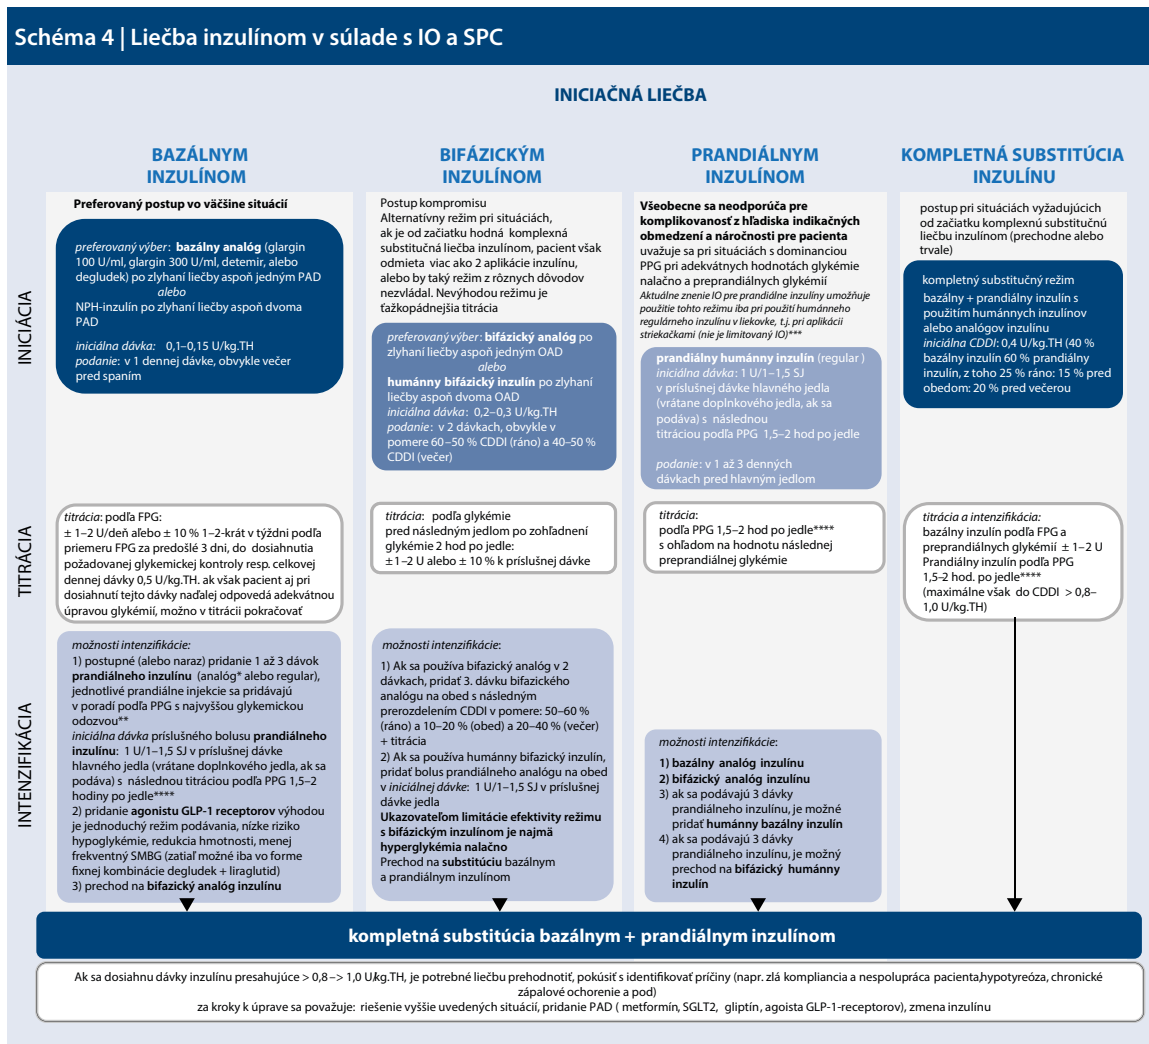 Schéma 4 | Liečba inzulínom v súlade s IO a SPC
INICIAČNÁ LIEČBA
BAZÁLNYM
INZULÍNOM
Preferovaný postup vo väčšine situácií
preferovaný výber: bazálny analóg (glargin
100 U/ml, glargin 300 U/ml, detemir, alebo
degludek) po zlyhaní liečby aspoň jedným PAD
alebo
NPH-inzulín po zlyhaní liečby aspoň dvoma
PAD
iniciálna dávka: 0,1–0,15 U/kg.TH
podanie: v 1 dennej dávke, obvykle večer
pred spaním
BIFÁZICKÝM
INZULÍNOM
Postup kompromisu
Alternatívny režim pri situáciách,
ak je od začiatku hodná komplexná
substitučná liečba inzulínom, pacient však
odmieta viac ako 2 aplikácie inzulínu,
alebo by taký režim z rôznych dôvodov
nezvládal. Nevýhodou režimu je
ťažkopádnejšia titrácia
preferovaný výber: bifázický analóg po
zlyhaní liečby aspoň jedným OAD
alebo
humánny bifázický inzulín po zlyhaní
liečby aspoň dvoma OAD
iniciálna dávka: 0,2–0,3 U/kg.TH
podanie: v 2 dávkach, obvykle v
pomere 60–50 % CDDI (ráno) a 40–50 %
CDDI (večer)
PRANDIÁLNYM
INZULÍNOM
Všeobecne sa neodporúča pre
komplikovanosť z hľadiska indikačných
obmedzení a náročnosti pre pacienta
uvažuje sa pri situáciách s dominanciou
PPG pri adekvátnych hodnotách glykémie
nalačno a preprandiálnych glykémií
Aktuálne znenie IO pre prandiálne inzulíny umožňuje
použitie tohto režimu iba pri použití humánneho
regulárneho inzulínu v liekovke, t.j. pri aplikácii
striekačkami (nie je limitovaný IO)***
prandiálny humánny inzulín (regular )
iniciálna dávka: 1 U/1–1,5 SJ
v príslušnej dávke hlavného jedla
(vrátane doplnkového jedla, ak sa
podáva) s následnou
titráciou podľa PPG 1,5–2 hod po jedle
podanie: v 1 až 3 denných
dávkach pred hlavným jedlom
KOMPLETNÁ SUBSTITÚCIA
INZULÍNU
postup pri situáciách vyžadujúcich
od začiatku komplexnú substitučnú
liečbu inzulínom (prechodne alebo
trvale)
kompletný substitučný režim
bazálny + prandiálny inzulín s
použitím humánnych inzulínov
alebo analógov inzulínu
iniciálna CDDI: 0,4 U/kg.TH (40 %
bazálny inzulín 60 % prandiálny
inzulín, z toho 25 % ráno: 15 % pred
obedom: 20 % pred večerou
INICIÁCIA
TITRÁCIA
titrácia: podľa FPG:
± 1–2 U/deň aľebo ± 10 % 1–2-krát v týždni podľa
priemeru FPG za predošlé 3 dni, do dosiahnutia
požadovanej glykemickej kontroly resp. celkovej
dennej dávky 0,5 U/kg.TH. ak však pacient aj pri
dosiahnutí tejto dávky naďalej odpovedá adekvátnou
úpravou glykémií, možno v titrácii pokračovať
titrácia: podľa glykémie
pred následným jedlom po zohľadnení
glykémie 2 hod po jedle:
±1–2 U alebo ± 10 % k príslušnej dávke
titrácia:
podľa PPG 1,5–2 hod po jedle****
s ohľadom na hodnotu následnej
preprandiálnej glykémie
titrácia a intenzifikácia:
bazálny inzulín podľa FPG a
preprandiálnych glykémií ± 1–2 U
Prandiálny inzulín podľa PPG
1,5–2 hod. po jedle****
(maximálne však do CDDI > 0,8–
1,0 U/kg.TH)
INTENZIFIKÁCIA
možnosti intenzifikácie:
1) postupné (alebo naraz) pridanie 1 až 3 dávok
prandiálneho inzulínu (analóg* alebo regular),
jednotlivé prandiálne injekcie sa pridávajú
v poradí podľa PPG s najvyššou glykemickou
odozvou**
iniciálna dávka príslušného bolusu prandiálneho
inzulínu: 1 U/1–1,5 SJ v príslušnej dávke
hlavného jedla (vrátane doplnkového jedla, ak sa
podáva) s následnou titráciou podľa PPG 1,5–2
hodiny po jedle****
2) pridanie agonistu GLP-1 receptorov výhodou
je jednoduchý režim podávania, nízke riziko
hypoglykémie, redukcia hmotnosti, menej
frekventný SMBG (zatiaľ možné iba vo forme
fixnej kombinácie degludek + liraglutid)
3) prechod na bifazický analóg inzulínu
možnosti intenzifikácie:
1) Ak sa používa bifazický analóg v 2
dávkach, pridať 3. dávku bifazického
analógu na obed s následným
prerozdelením CDDI v pomere: 50–60 %
(ráno) a 10–20 % (obed) a 20–40 % (večer)
+ titrácia
2) Ak sa používa humánny bifazický inzulín,
pridať bolus prandiálneho analógu na obed
v iniciálnej dávke: 1 U/1–1,5 SJ v príslušnej
dávke jedla
Ukazovateľom limitácie efektivity režimu
s bifázickým inzulínom je najmä
hyperglykémia nalačno
Prechod na substitúciu bazálnym
a prandiálnym inzulínom
možnosti intenzifikácie:
1) bazálny analóg inzulínu
2) bifázický analóg inzulínu
3) ak sa podávajú 3 dávky
prandiálneho inzulínu, je možné
pridať humánny bazálny inzulín
4) ak sa podávajú 3 dávky
prandiálneho inzulínu, je možný
prechod na bifázický humánny
inzulín
kompletná substitúcia bazálnym + prandiálnym inzulínom
Ak sa dosiahnu dávky inzulínu presahujúce > 0,8 –> 1,0 U/kg.TH, je potrebné liečbu prehodnotiť, pokúsiť s identifikovať príčiny (napr. zlá kompliancia a nespolupráca pacienta,hypotyreóza, chronické
zápalové ochorenie a pod)
za kroky k úprave sa považuje: riešenie vyššie uvedených situácií, pridanie PAD ( metformín, SGLT2, gliptín, agoista GLP-1-receptorov), zmena inzulínu